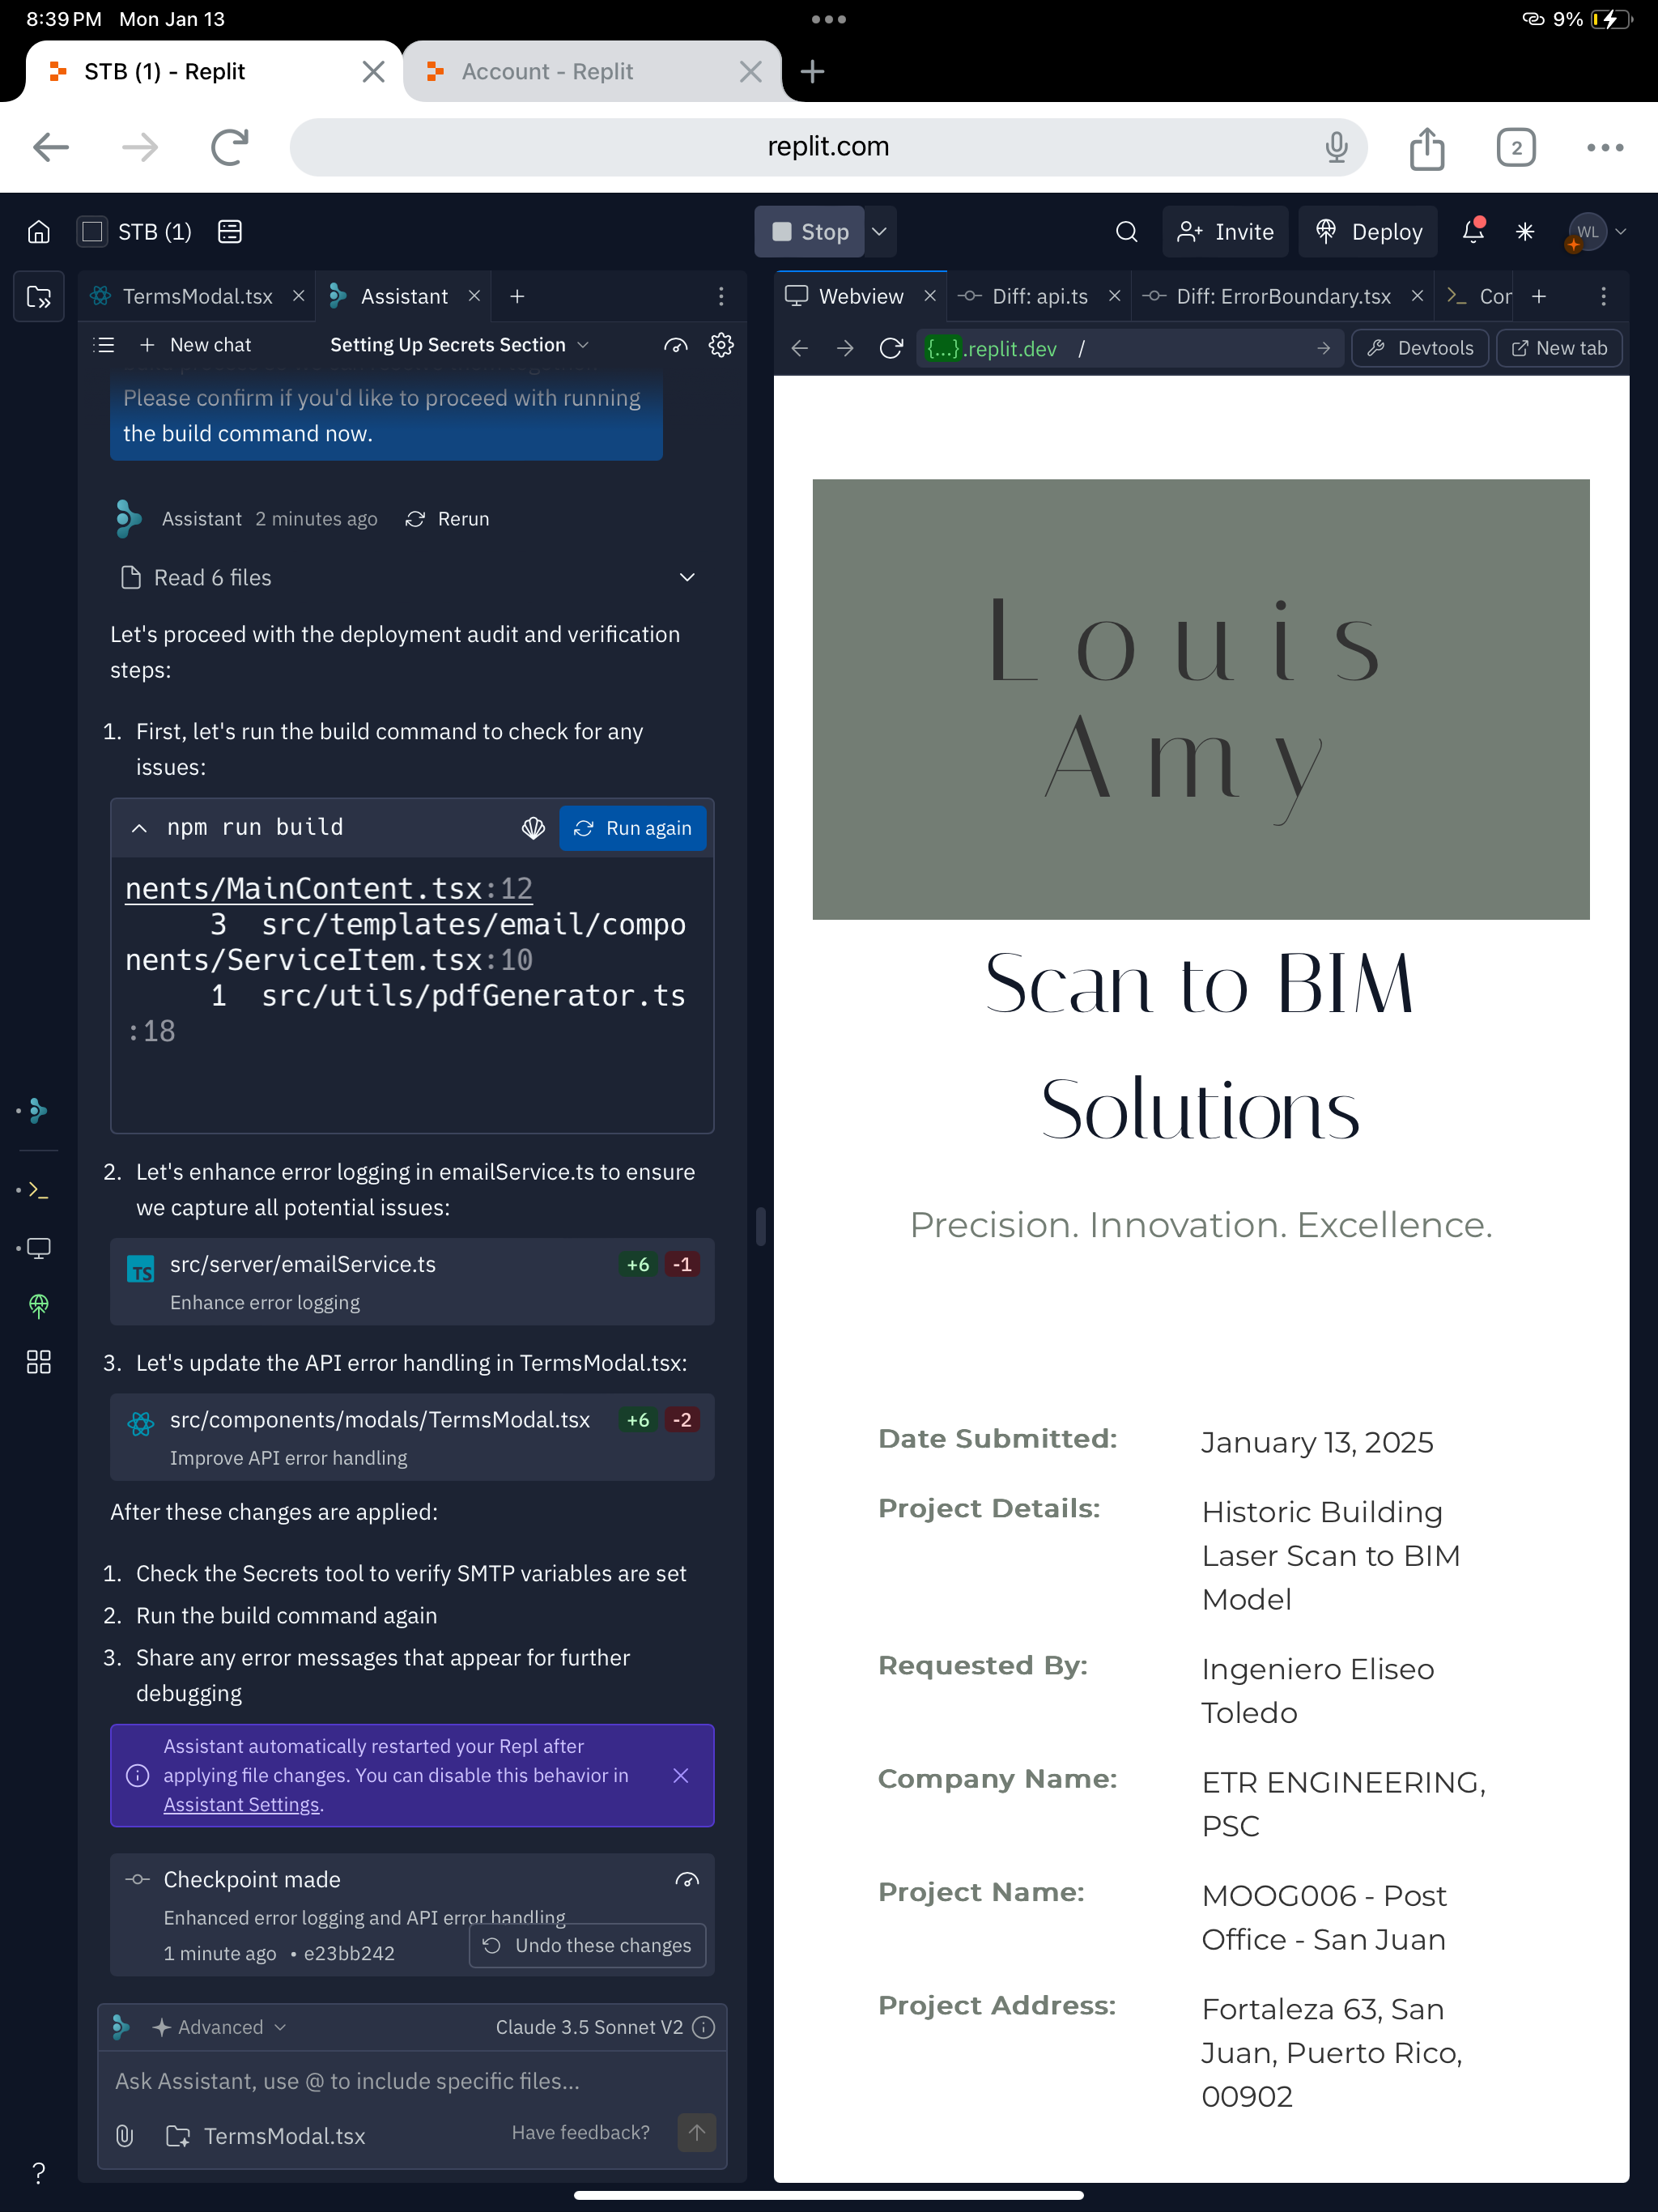 8:39 PM Mon Jan 13
9%
STB (1) - Replit
Account - Replit
replit.com
2
STB (1)
Stop
Invite
Deploy
WL
TermsModal.tsx
Assistant
New chat
Setting Up Secrets Section
Please confirm if you'd like to proceed with running
the build command now.
Assistant 2 minutes ago Rerun
Read 6 files
Let's proceed with the deployment audit and verification
steps:
1. First, let's run the build command to check for any
issues:
npm run build
Run again
nents/MainContent.tsx:12
3 src/templates/email/compo
nents/ServiceItem.tsx:10
1 src/utils/pdfGenerator.ts
:18
2. Let's enhance error logging in emailService.ts to ensure
we capture all potential issues:
TS
src/server/emailService.ts +6 -1
Enhance error logging
3. Let's update the API error handling in TermsModal.tsx:
src/components/modals/TermsModal.tsx +6 -2
Improve API error handling
After these changes are applied:
1. Check the Secrets tool to verify SMTP variables are set
2. Run the build command again
3. Share any error messages that appear for further
debugging
Assistant automatically restarted your Repl after
applying file changes. You can disable this behavior in
Assistant Settings.
Checkpoint made
Enhanced error logging and API error handling
1 minute ago • e23bb242
Undo these changes
Advanced
Claude 3.5 Sonnet V2
Ask Assistant, use @ to include specific files...
TermsModal.tsx
Have feedback?
?
Webview
Diff: api.ts
Diff: ErrorBoundary.tsx
Cor
{...}.replit.dev /
Devtools
New tab
Louis
Amy
Scan to BIM
Solutions
Precision. Innovation. Excellence.
Date Submitted: January 13, 2025
Project Details: Historic Building
Laser Scan to BIM
Model
Requested By: Ingeniero Eliseo
Toledo
Company Name: ETR ENGINEERING,
PSC
Project Name: MOOG006 - Post
Office - San Juan
Project Address: Fortaleza 63, San
Juan, Puerto Rico,
00902